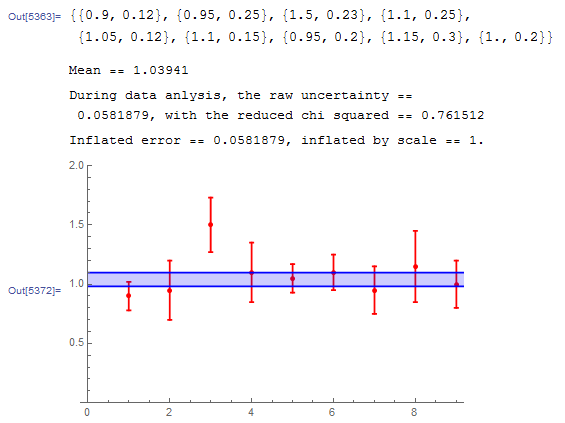 Out[5363]= {{0.9, 0.12}, {0.95, 0.25}, {1.5, 0.23}, {1.1, 0.25},
{1.05, 0.12}, {1.1, 0.15}, {0.95, 0.2}, {1.15, 0.3}, {1., 0.2}}
Mean == 1.03941
During data anlysis, the raw uncertainty ==
0.0581879, with the reduced chi squared == 0.761512
Inflated error == 0.0581879, inflated by scale == 1.
2.0
1.5
Out[5372]= 1.0
0.5
0 2 4 6 8